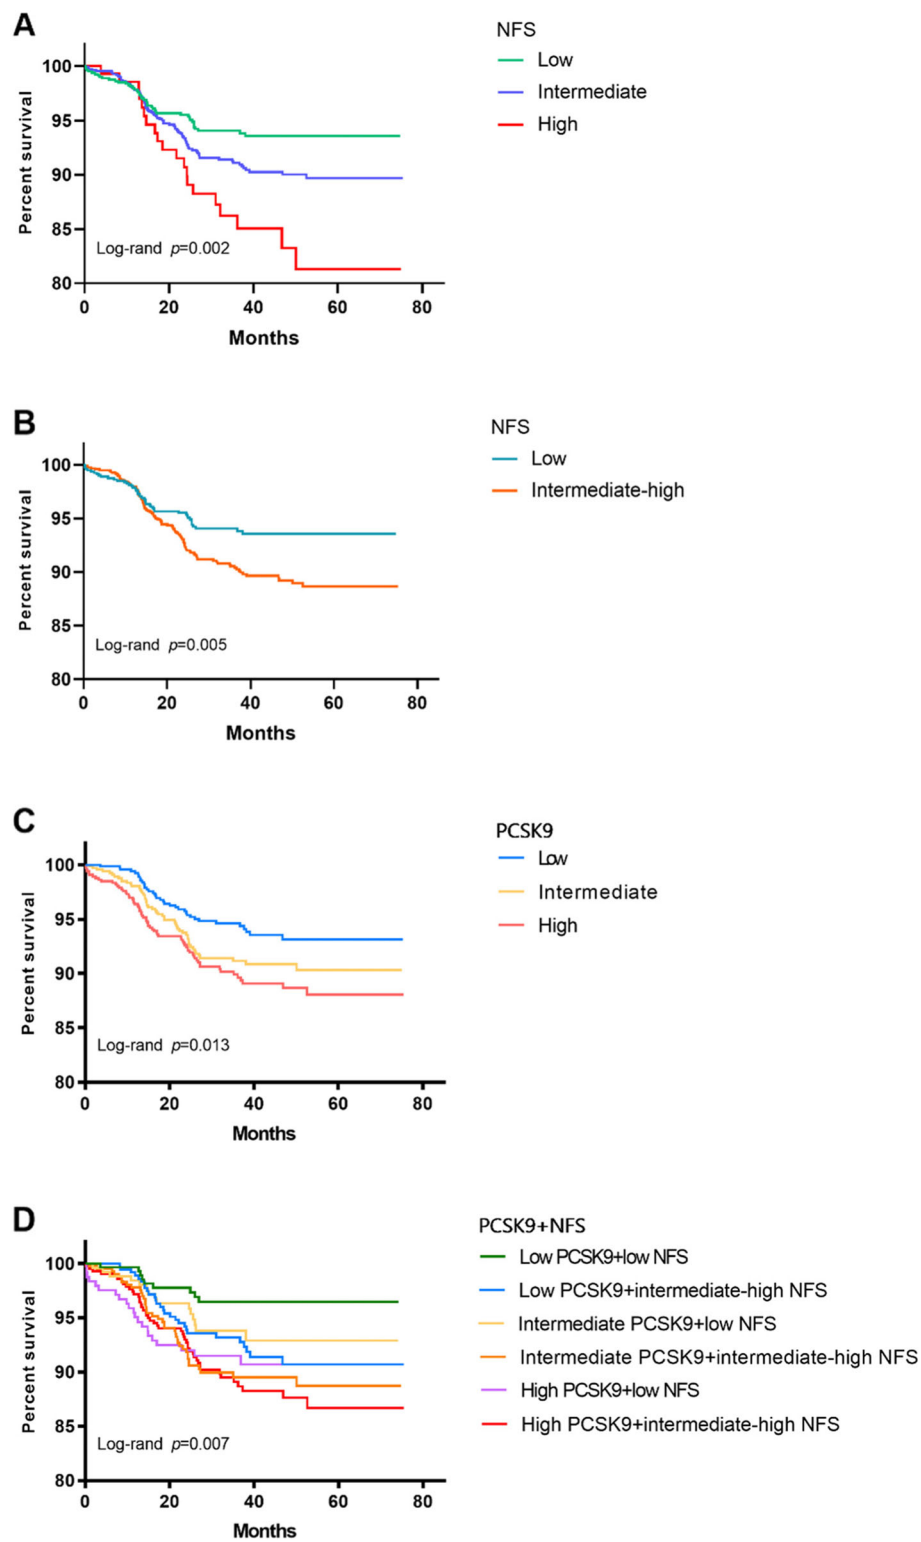 A
NFS
Low
Intermediate
High
Percent survival
100
95
90
85
80
Log-rand p=0.002
0 20 40 60 80
Months
B
NFS
Low
Intermediate-high
Percent survival
100
95
90
85
80
Log-rand p=0.005
0 20 40 60 80
Months
C
PCSK9
Low
Intermediate
High
Percent survival
100
95
90
85
80
Log-rand p=0.013
0 20 40 60 80
Months
D
PCSK9+NFS
Low PCSK9+low NFS
Low PCSK9+intermediate-high NFS
Intermediate PCSK9+low NFS
Intermediate PCSK9+intermediate-high NFS
High PCSK9+low NFS
High PCSK9+intermediate-high NFS
Percent survival
100
95
90
85
80
Log-rand p=0.007
0 20 40 60 80
Months